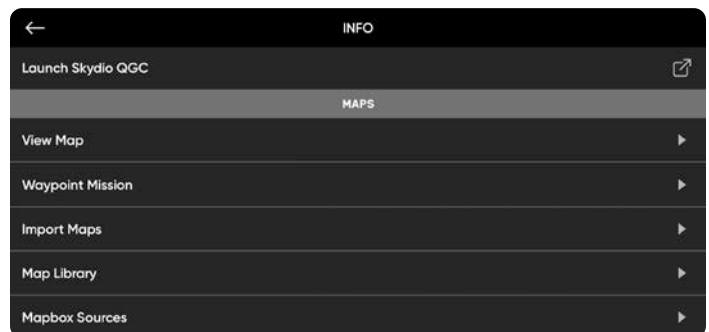 INFO
Launch Skydio QGC
MAPS
View Map
Waypoint Mission
Import Maps
Map Library
Mapbox Sources